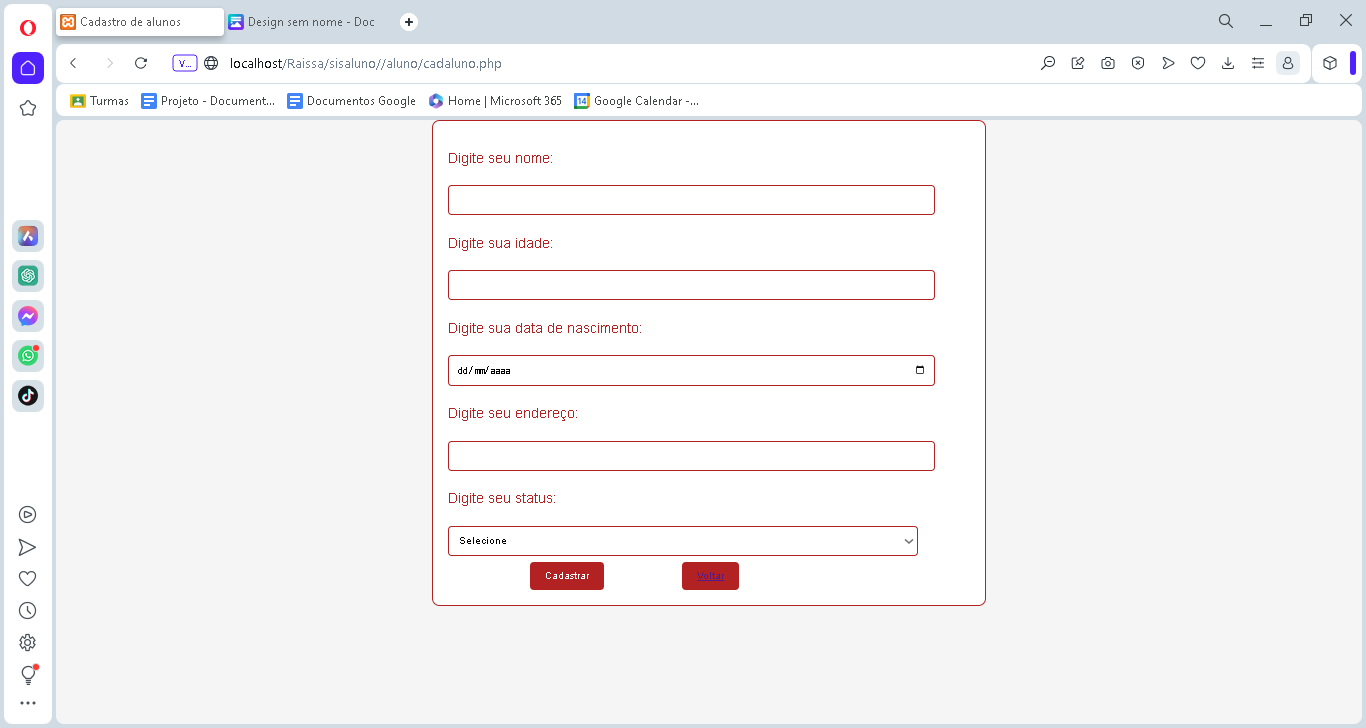 Cadastro de alunos
Design sem nome - Doc
V...
localhost/Raissa/sisaluno//aluno/cadaluno.php
Turmas
Projeto - Document...
Documentos Google
Home | Microsoft 365
14
Google Calendar -...
Digite seu nome:
Digite sua idade:
Digite sua data de nascimento:
dd/mm/aaaa
Digite seu endereço:
Digite seu status:
Selecione
Cadastrar
Voltar